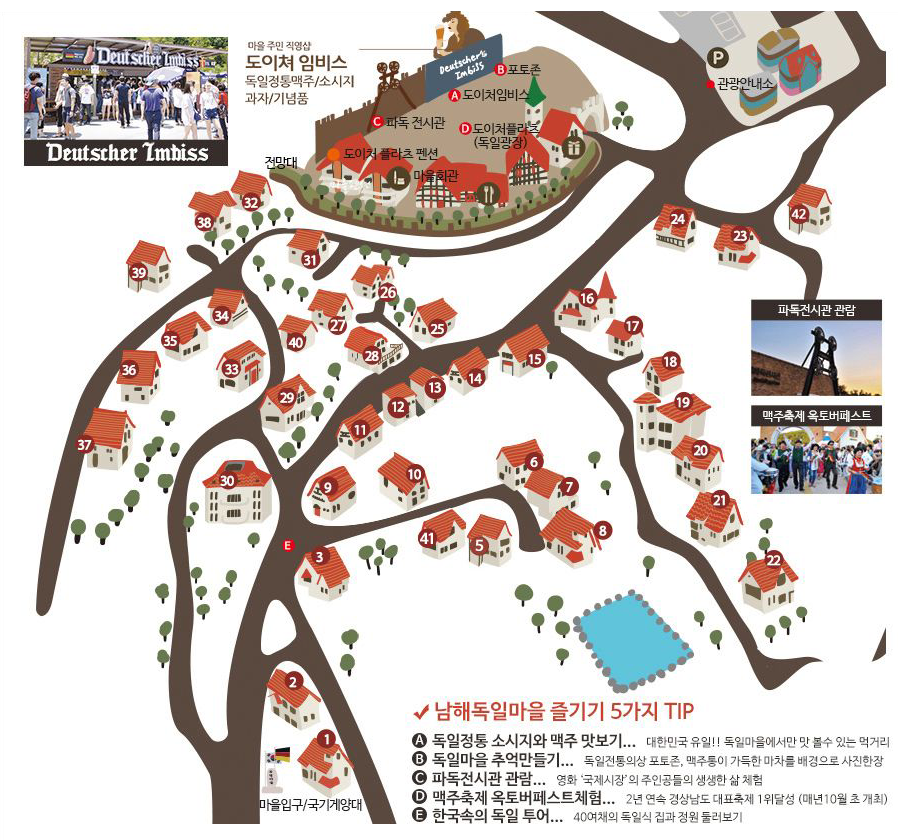 마을 주민 직영샵
도이쳐 임비스
독일정통맥주/소시지
과자/기념품
Deutscher Imbiss
Deutscher Imbiss
Deutscher's
Imbiss
B 포토존
A 도이쳐임비스
C 파독 전시관
D 도이쳐플라츠
(독일광장)
도이쳐 플라츠 펜션
마을회관
전망대
P
관광안내소
32
38
31
39
24
23
42
26
34
27
25
16
35
40
17
36
33
28
15
18
파독전시관 관람
29
14
13
12
19
맥주축제 옥토버페스트
37
11
20
30
9
10
6
7
21
E
3
41
5
8
22
2
1
마을입구/국기게양대
남해독일마을 즐기기 5가지 TIP
A 독일정통 소시지와 맥주 맛보기... 대한민국 유일!! 독일마을에서만 맛 볼수 있는 먹거리
B 독일마을 추억만들기... 독일전통의상 포토존, 맥주통이 가득한 마차를 배경으로 사진한장
C 파독전시관 관람... 영화 '국제시장'의 주인공들의 생생한 삶 체험
D 맥주축제 옥토버페스트체험... 2년 연속 경상남도 대표축제 1위달성 (매년10월 초 개최)
E 한국속의 독일 투어... 40여채의 독일식 집과 정원 둘러보기